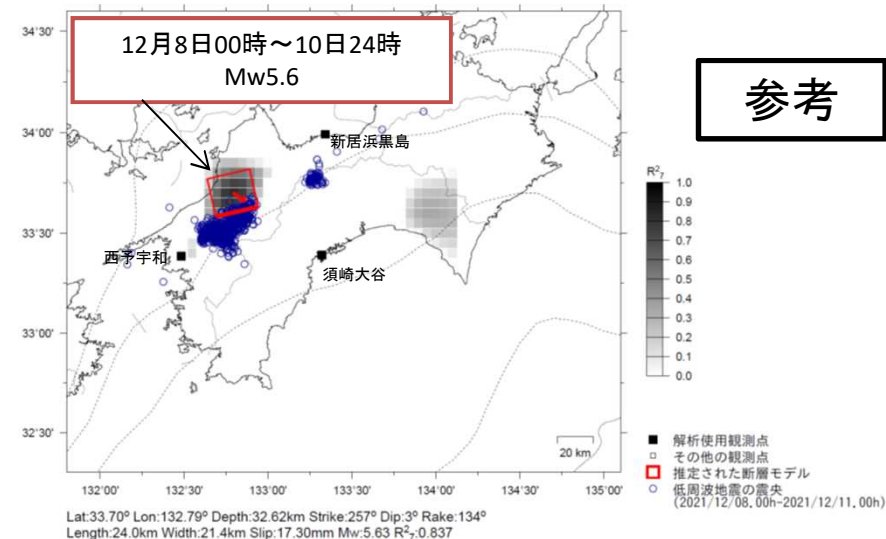 12月8日00時～10日24時
Mw5.6
参考
34°30'
34°00'
33°30'
33°00'
32°30'
新居浜黒島
西予宇和
須崎大谷
20 km
132°00'
132°30'
133°00'
133°30'
134°00'
134°30'
135°00'
R²₇
1.0
0.9
0.8
0.7
0.6
0.5
0.4
0.3
0.2
0.1
0.0
解析使用観測点
その他の観測点
推定された断層モデル
低周波地震の震央
(2021/12/08,00h-2021/12/11,00h)
Lat:33.70º Lon:132.79º Depth:32.62km Strike:257º Dip:3º Rake:134º
Length:24.0km Width:21.4km Slip:17.30mm Mw:5.63 R²₇:0.837